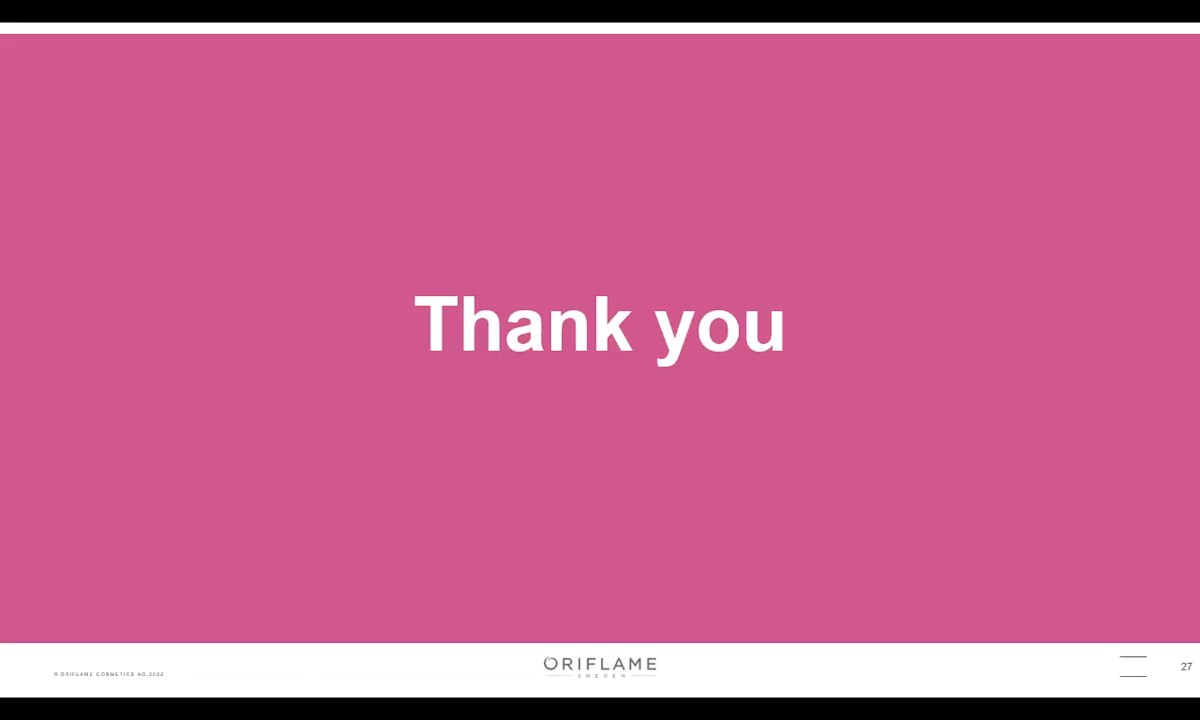 Thank you
© ORIFLAME COSMETICS AG,2022
ORIFLAME
SWEDEN
27